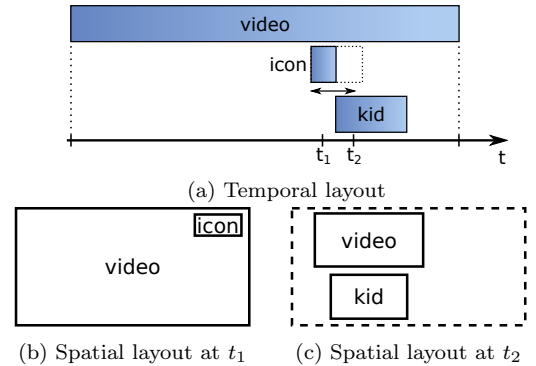 video
icon
kid
t1 t2 t
(a) Temporal layout
icon
video
video
kid
(b) Spatial layout at t1 (c) Spatial layout at t2